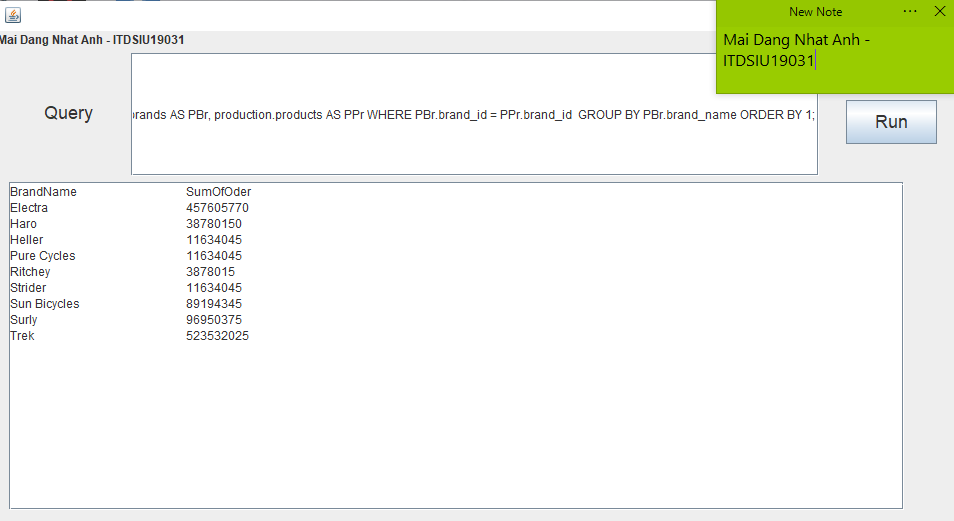 New Note
Mai Dang Nhat Anh - ITDSIU19031
Mai Dang Nhat Anh -
ITDSIU19031
Query
AS PBr, production.products AS PPr WHERE PBr.brand_id = PPr.brand_id GROUP BY PBr.brand_name ORDER BY 1;
Run
BrandName SumOfOder
Electra 457605770
Haro 38780150
Heller 11634045
Pure Cycles 11634045
Ritchey 3878015
Strider 11634045
Sun Bicycles 89194345
Surly 96950375
Trek 523532025